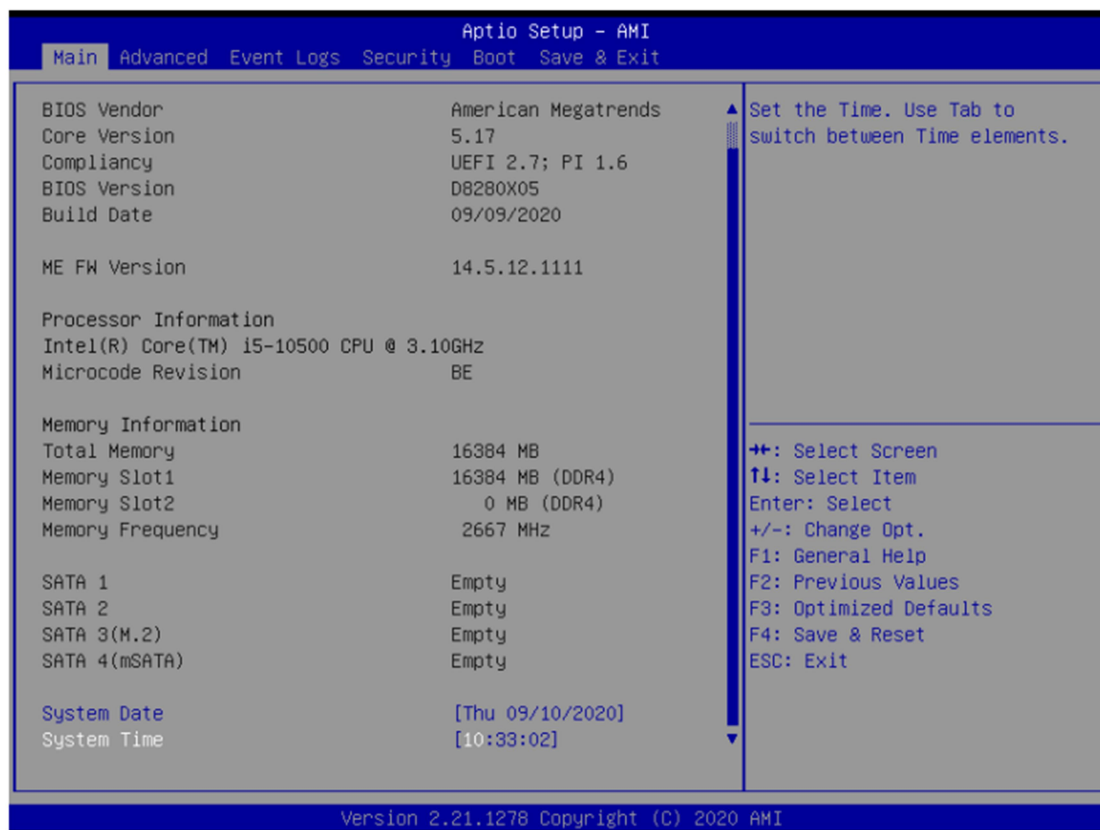 Aptio Setup - AMI
Main Advanced Event Logs Security Boot Save & Exit
BIOS Vendor American Megatrends
Core Version 5.17
Compliancy UEFI 2.7; PI 1.6
BIOS Version D8280X05
Build Date 09/09/2020
ME FW Version 14.5.12.1111
Processor Information
Intel(R) Core(TM) i5-10500 CPU @ 3.10GHz
Microcode Revision BE
Memory Information
Total Memory 16384 MB
Memory Slot1 16384 MB (DDR4)
Memory Slot2 0 MB (DDR4)
Memory Frequency 2667 MHz
SATA 1 Empty
SATA 2 Empty
SATA 3(M.2) Empty
SATA 4(mSATA) Empty
System Date [Thu 09/10/2020]
System Time [10:33:02]
Set the Time. Use Tab to
switch between Time elements.
→←: Select Screen
↑↓: Select Item
Enter: Select
+/-: Change Opt.
F1: General Help
F2: Previous Values
F3: Optimized Defaults
F4: Save & Reset
ESC: Exit
Version 2.21.1278 Copyright (C) 2020 AMI